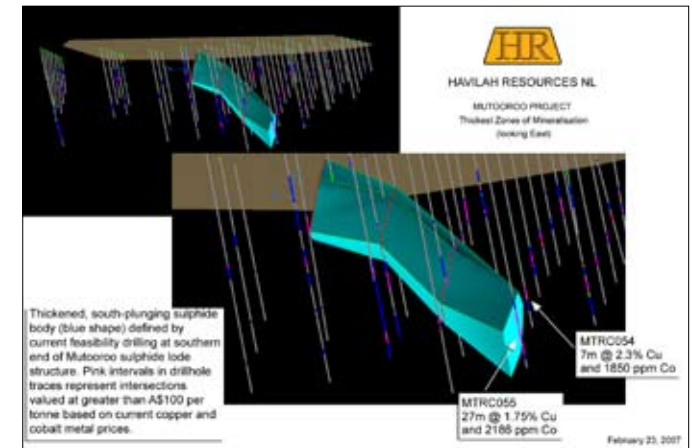 HR
HAVILAH RESOURCES NL
MUTOOROO PROJECT
Thickest Zones of Mineralisation
(looking East)
Thickened, south-plunging sulphide
body (blue shape) defined by
current feasibility drilling at southern
end of Mutooroo sulphide lode
structure. Pink intervals in drillhole
traces represent intersections
valued at greater than A$100 per
tonne based on current copper and
cobalt metal prices.
MTRC054
7m @ 2.3% Cu
and 1850 ppm Co
MTRC055
27m @ 1.75% Cu
and 2186 ppm Co
February 23, 2007